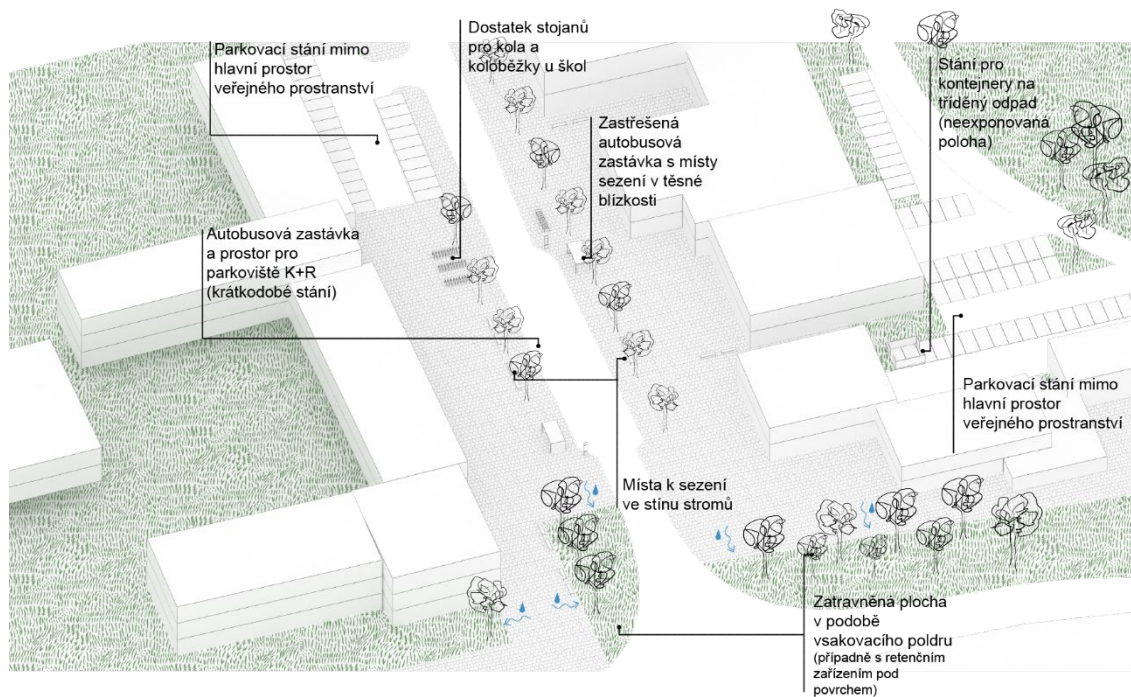 Dostatek stojanů
pro kola a
koloběžky u škol
Parkovací stání mimo
hlavní prostor
veřejného prostranství
Stání pro
kontejnery na
tříděný odpad
(neexponovaná
poloha)
Zastřešená
autobusová
zastávka s místy
sezení v těsné
blízkosti
Autobusová zastávka
a prostor pro
parkoviště K+R
(krátkodobé stání)
Parkovací stání mimo
hlavní prostor
veřejného prostranství
Místa k sezení
ve stínu stromů
Zatravněná plocha
v podobě
vsakovacího poldru
(případně s retenčním
zařízením pod
povrchem)